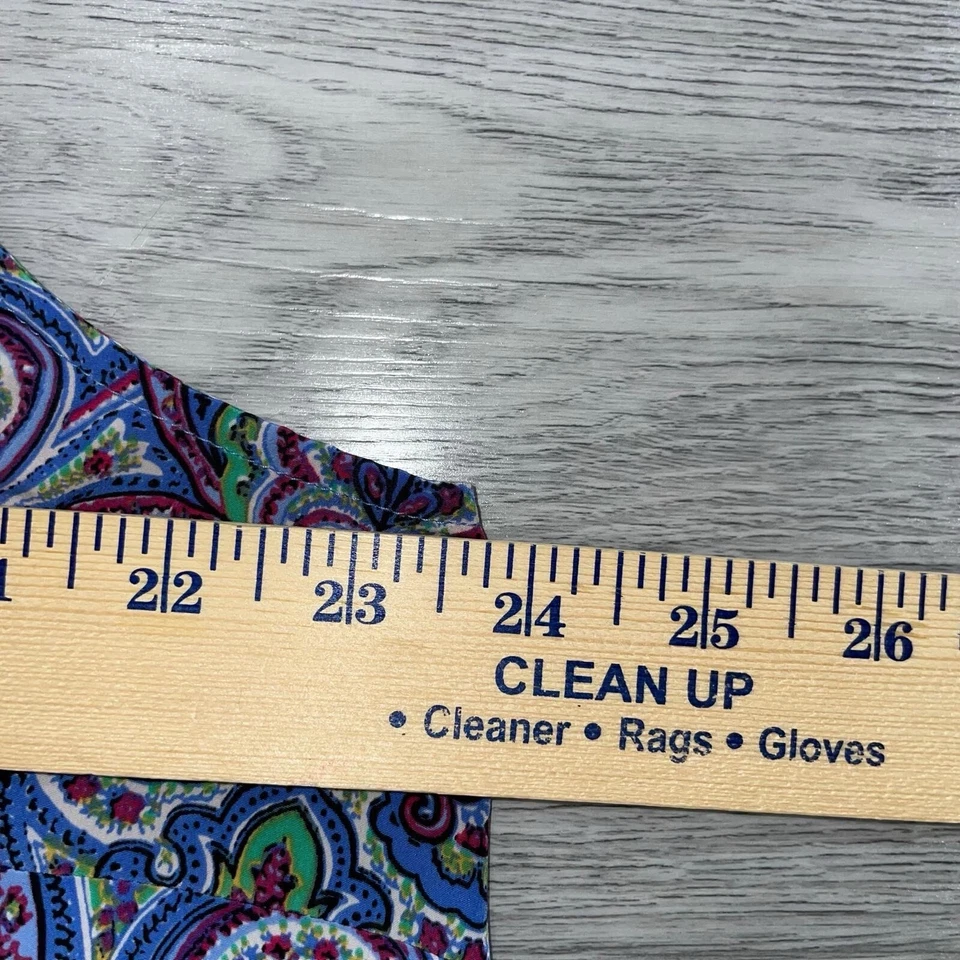 22 23 24 25 26
CLEAN UP
• Cleaner • Rags • Gloves